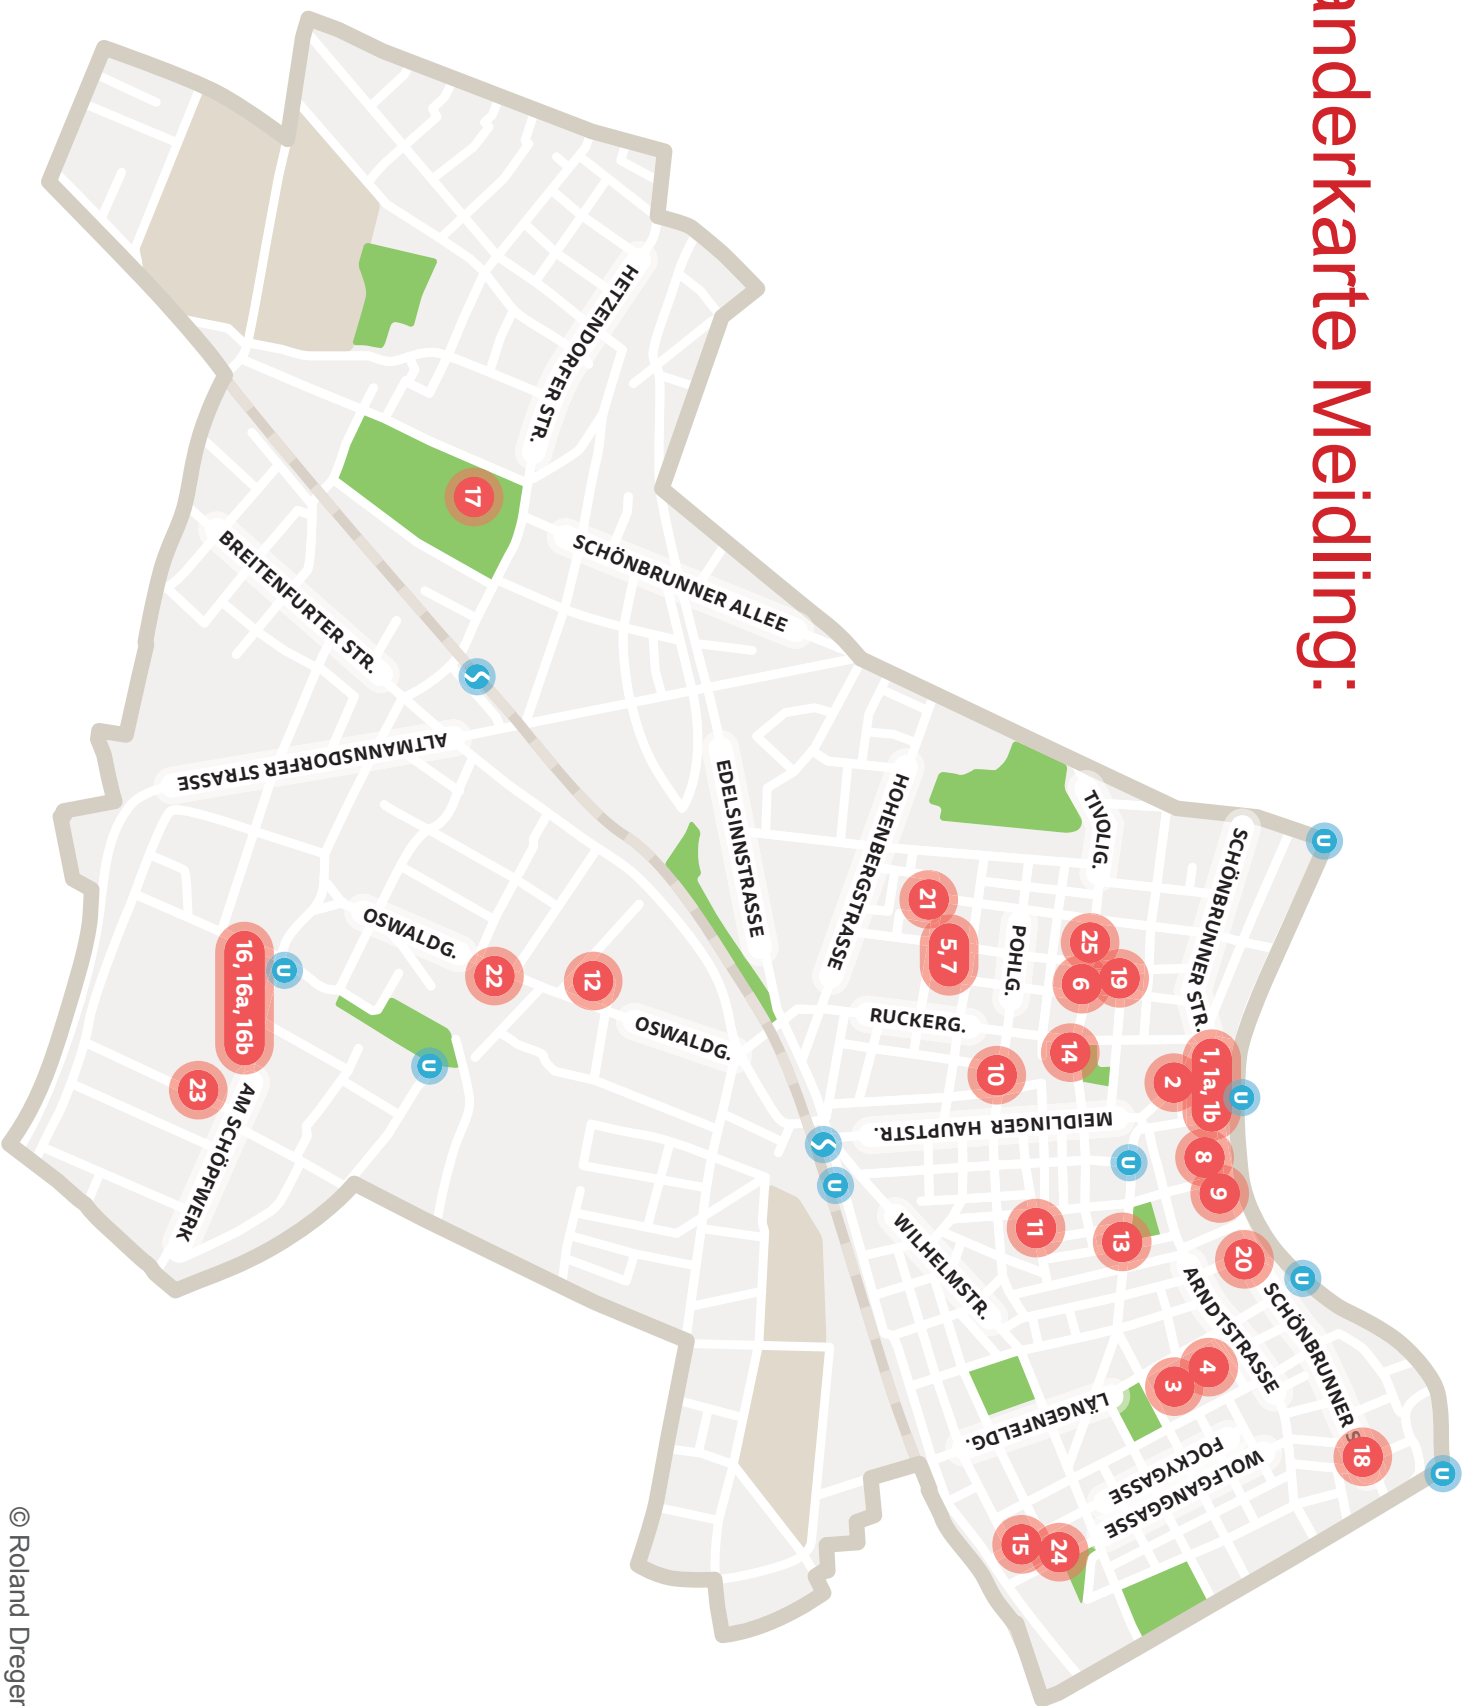 anderkarte Meidling:
SCHÖNBRUNNER STR.
TIVOLIG.
HOHENBERGSTRASSE
EDELSINNSTRASSE
POHLG.
RUCKERG.
MEIDLINGER HAUPTSTR.
WILHELMSTR.
ARNDTSTRASSE
SCHÖNBRUNNER S
LÄNGENFELDG.
FOCKYGASSE
WOLFGANGGASSE
HETZENDORFER STR.
SCHÖNBRUNNER ALLEE
BREITENFURTER STR.
ALTMANNSDORFER STRASSE
OSWALDG.
OSWALDG.
AM SCHÖPFWERK
1, 1a, 1b
2
3
4
5, 7
6
8
9
10
11
12
13
14
15
16, 16a, 16b
17
18
19
20
21
22
23
24
25
U
U
U
U
U
U
U
U
S
S
© Roland Dreger